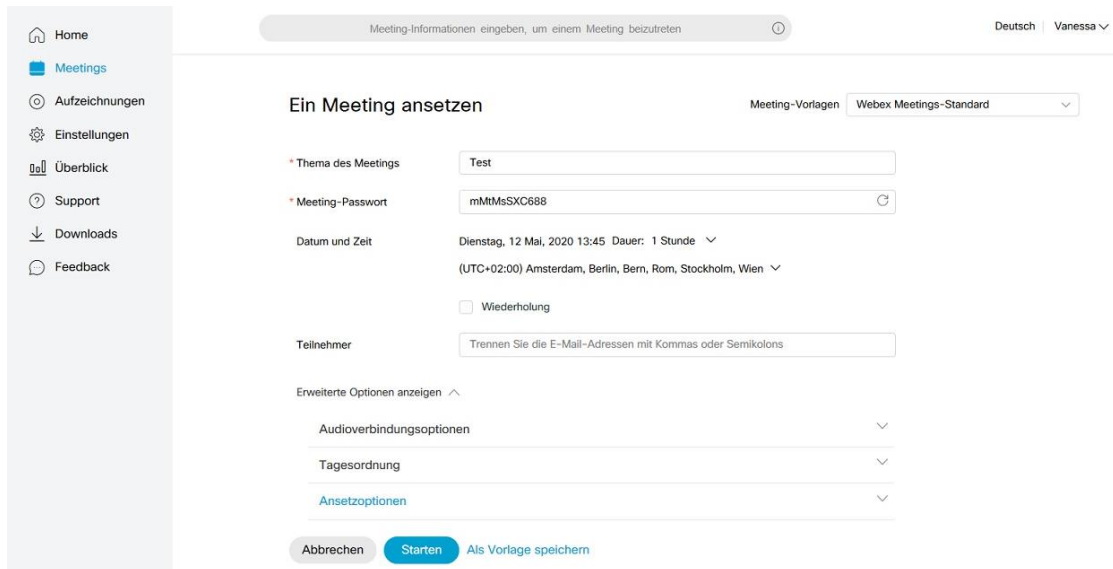 Home
Meetings
Aufzeichnungen
Einstellungen
Überblick
Support
Downloads
Feedback
Meeting-Informationen eingeben, um einem Meeting beizutreten
Deutsch Vanessa
Ein Meeting ansetzen
Meeting-Vorlagen Webex Meetings-Standard
* Thema des Meetings Test
* Meeting-Passwort mMtMsSXC688
Datum und Zeit Dienstag, 12 Mai, 2020 13:45 Dauer: 1 Stunde
(UTC+02:00) Amsterdam, Berlin, Bern, Rom, Stockholm, Wien
Wiederholung
Teilnehmer Trennen Sie die E-Mail-Adressen mit Kommas oder Semikolons
Erweiterte Optionen anzeigen
Audioverbindungsoptionen
Tagesordnung
Ansetzoptionen
Abbrechen Starten Als Vorlage speichern